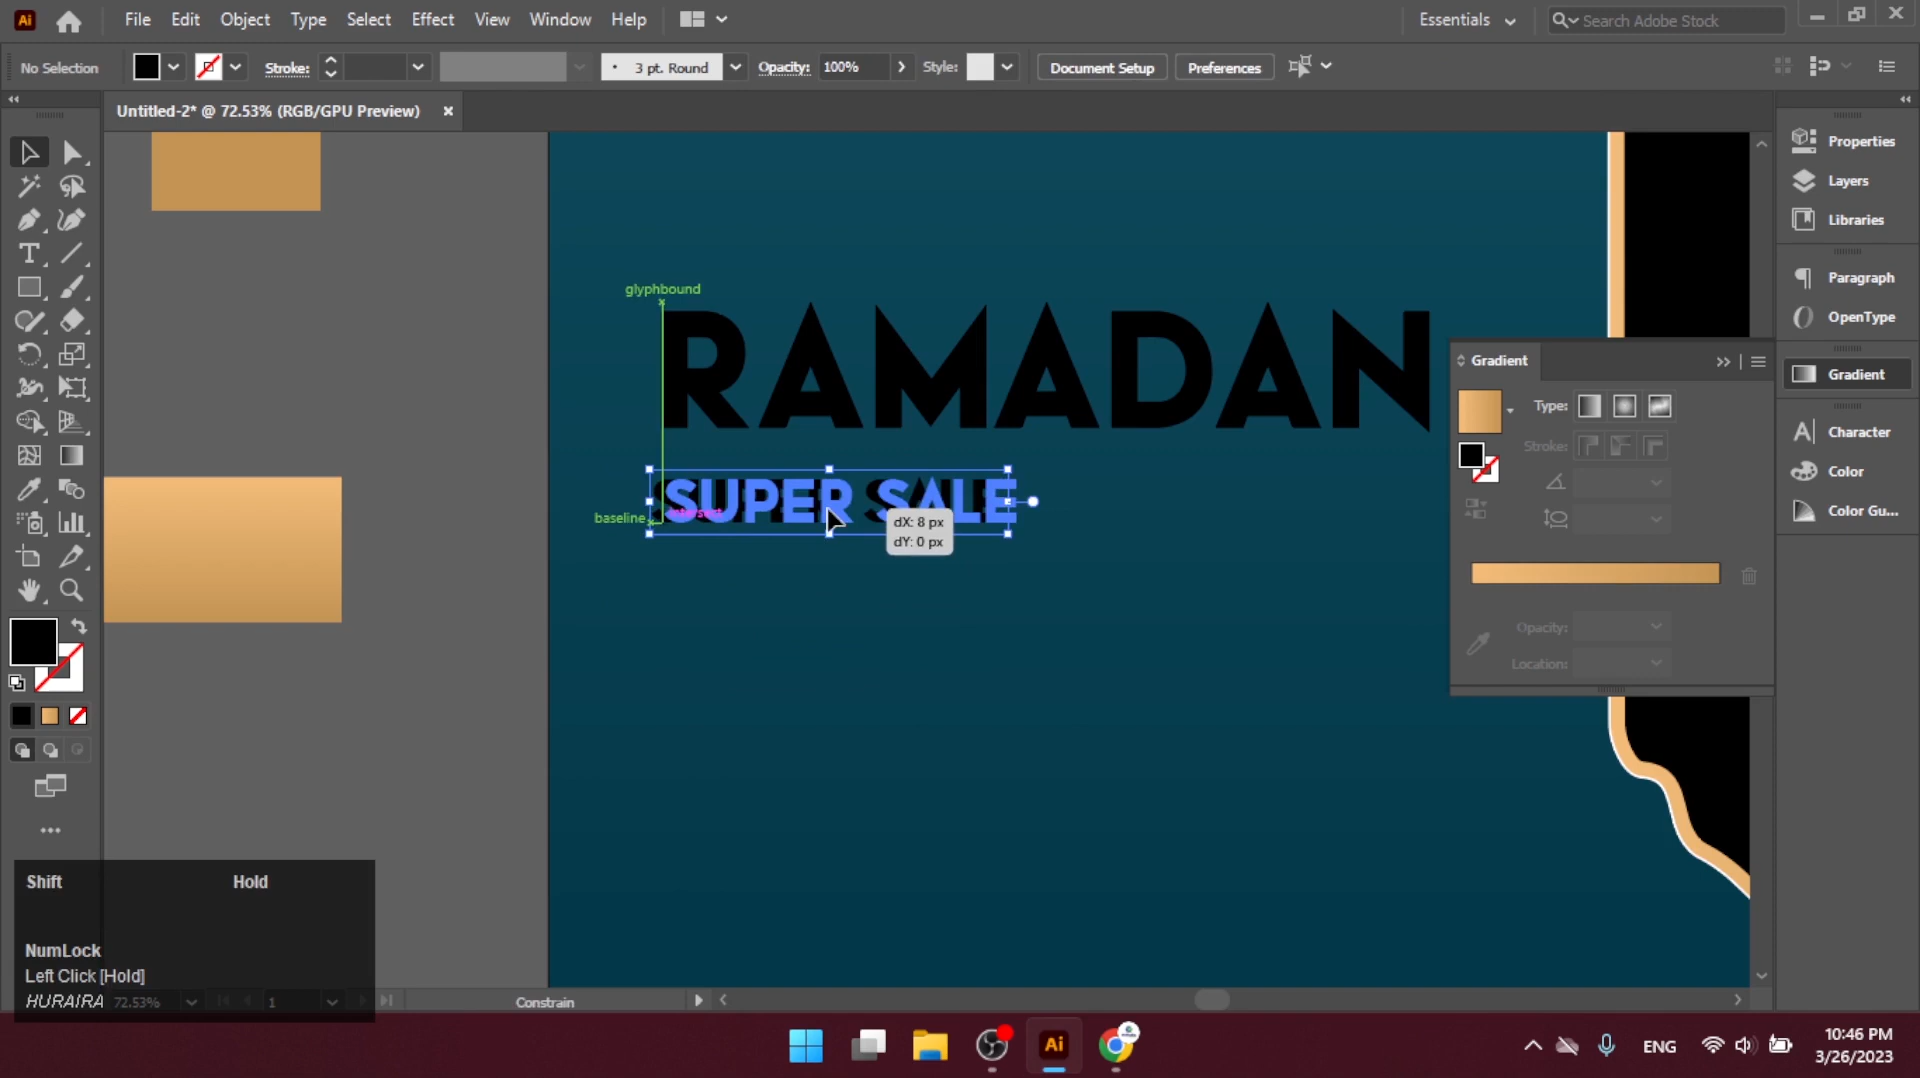 Ai File Edit Object Type Select Effect View Window Help Essentials Search Adobe Stock
No Selection Stroke: 3 pt. Round Opacity: 100% Style: Document Setup Preferences
Untitled-2* @ 72.53% (RGB/GPU Preview)
Properties
Layers
Libraries
Paragraph
OpenType
Gradient
Character
Color
Color Gu...
glyphbound
RAMADAN
SUPER SALE
baseline
intersect
dX: 8 px
dY: 0 px
Gradient
Type:
Stroke:
Opacity:
Location:
Shift Hold
NumLock
Left Click [Hold]
HURAIRA 72.53% 1 Constrain
Ai ENG 10:46 PM
3/26/2023